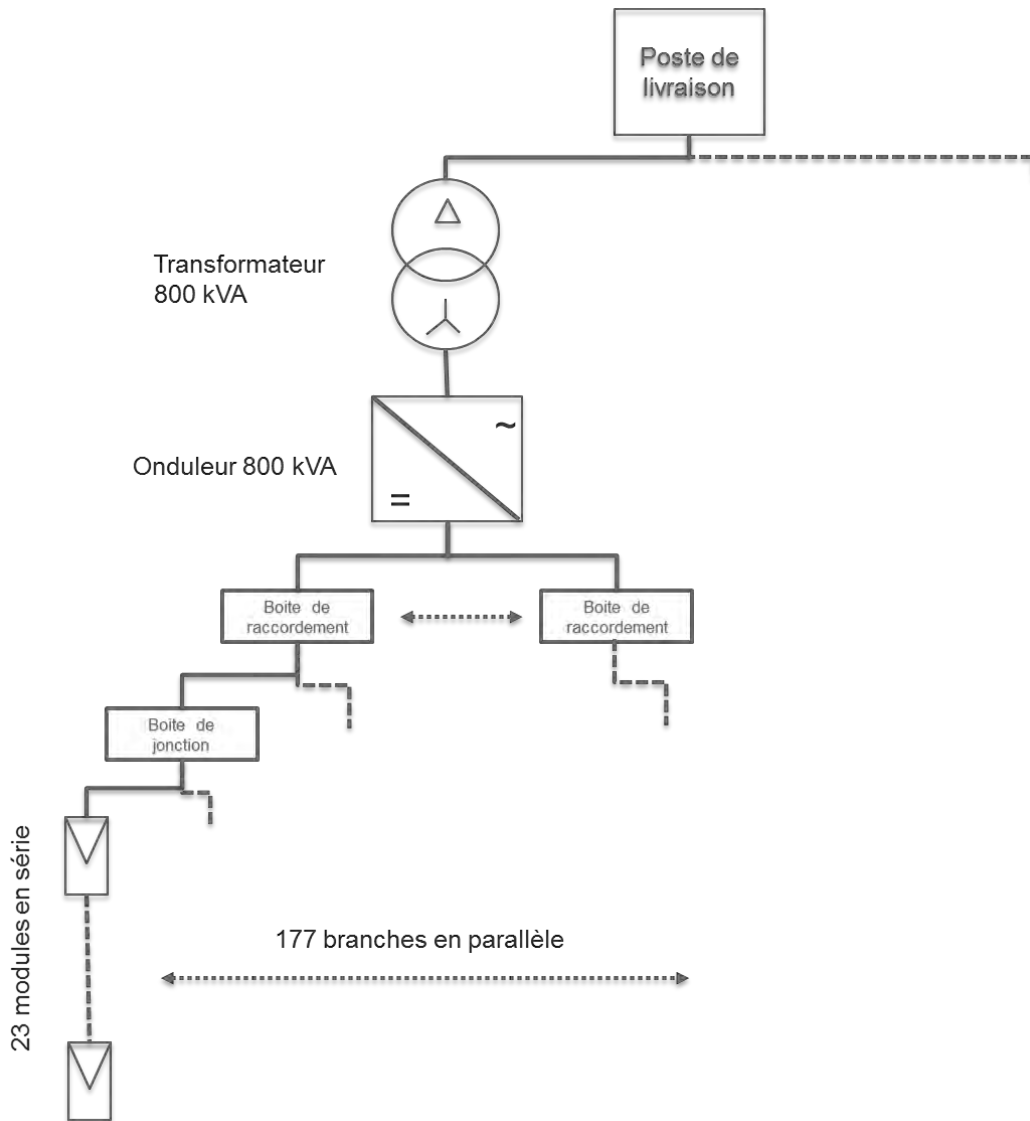 Poste de
livraison
Transformateur
800 kVA
Onduleur 800 kVA
~
=
Boite de
raccordement
Boite de
raccordement
Boite de
jonction
23 modules en série
177 branches en parallèle